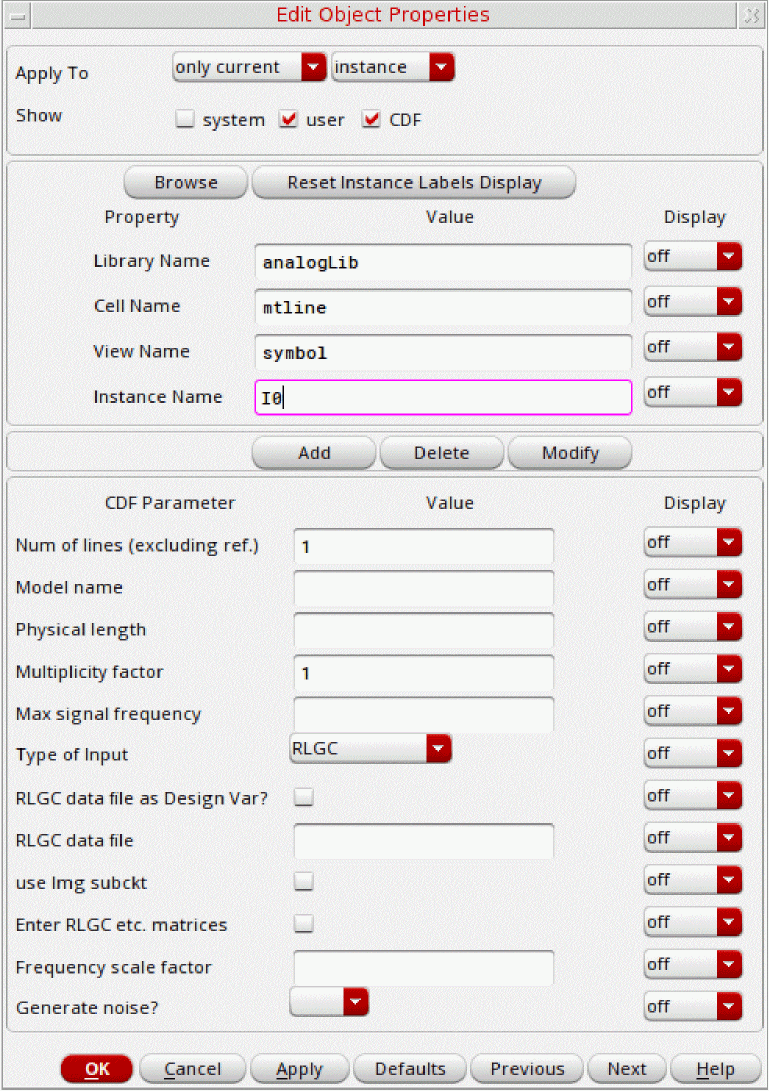 Edit Object Properties
Apply To only current instance
Show system user CDF
Browse Reset Instance Labels Display
Property Value Display
Library Name analogLib off
Cell Name mtline off
View Name symbol off
Instance Name I0 off
Add Delete Modify
CDF Parameter Value Display
Num of lines (excluding ref.) 1 off
Model name off
Physical length off
Multiplicity factor 1 off
Max signal frequency off
Type of Input RLGC off
RLGC data file as Design Var? off
RLGC data file off
use lmg subckt off
Enter RLGC etc. matrices off
Frequency scale factor off
Generate noise? off
OK Cancel Apply Defaults Previous Next Help